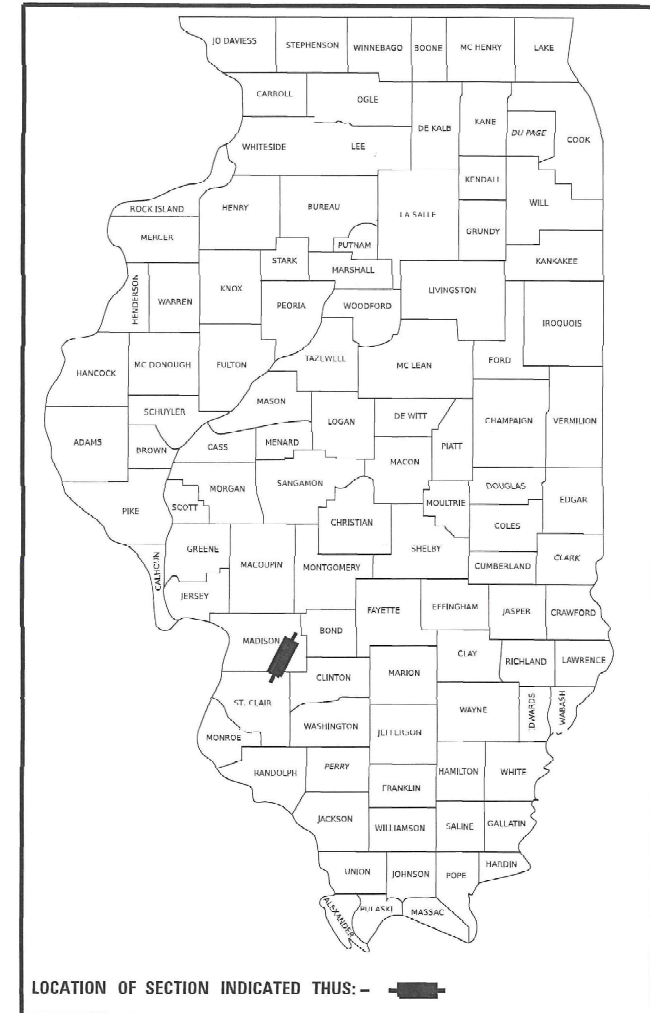 JO DAVIESS STEPHENSON WINNEBAGO BOONE MC HENRY LAKE
CARROLL OGLE DE KALB KANE DU PAGE COOK
WHITESIDE LEE
KENDALL WILL
ROCK ISLAND HENRY BUREAU LA SALLE GRUNDY
MERCER PUTNAM
STARK MARSHALL KANKAKEE
HENDERSON WARREN KNOX PEORIA WOODFORD LIVINGSTON IROQUOIS
HANCOCK MC DONOUGH FULTON TAZEWELL MC LEAN FORD
SCHUYLER MASON LOGAN DE WITT CHAMPAIGN VERMILION
ADAMS BROWN CASS MENARD MACON PIATT
PIKE SCOTT MORGAN SANGAMON CHRISTIAN MOULTRIE DOUGLAS EDGAR
COLES
CALHOUN GREENE MACOUPIN MONTGOMERY SHELBY CUMBERLAND CLARK
JERSEY FAYETTE EFFINGHAM JASPER CRAWFORD
MADISON BOND
CLINTON MARION CLAY RICHLAND LAWRENCE
ST. CLAIR WASHINGTON JEFFERSON WAYNE EDWARDS WABASH
MONROE
RANDOLPH PERRY FRANKLIN HAMILTON WHITE
JACKSON WILLIAMSON SALINE GALLATIN
UNION JOHNSON POPE HARDIN
ALEXANDER PULASKI MASSAC
LOCATION OF SECTION INDICATED THUS: –